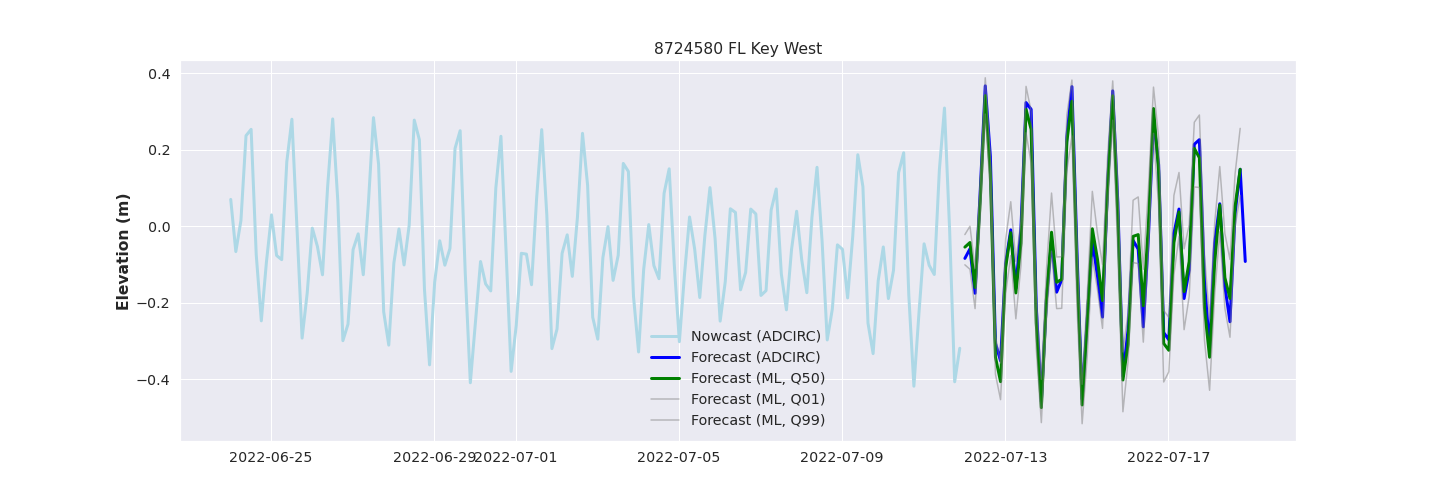 8724580 FL Key West
Elevation (m)
0.4
0.2
0.0
−0.2
−0.4
Nowcast (ADCIRC)
Forecast (ADCIRC)
Forecast (ML, Q50)
Forecast (ML, Q01)
Forecast (ML, Q99)
2022-06-25 2022-06-29 2022-07-01 2022-07-05 2022-07-09 2022-07-13 2022-07-17